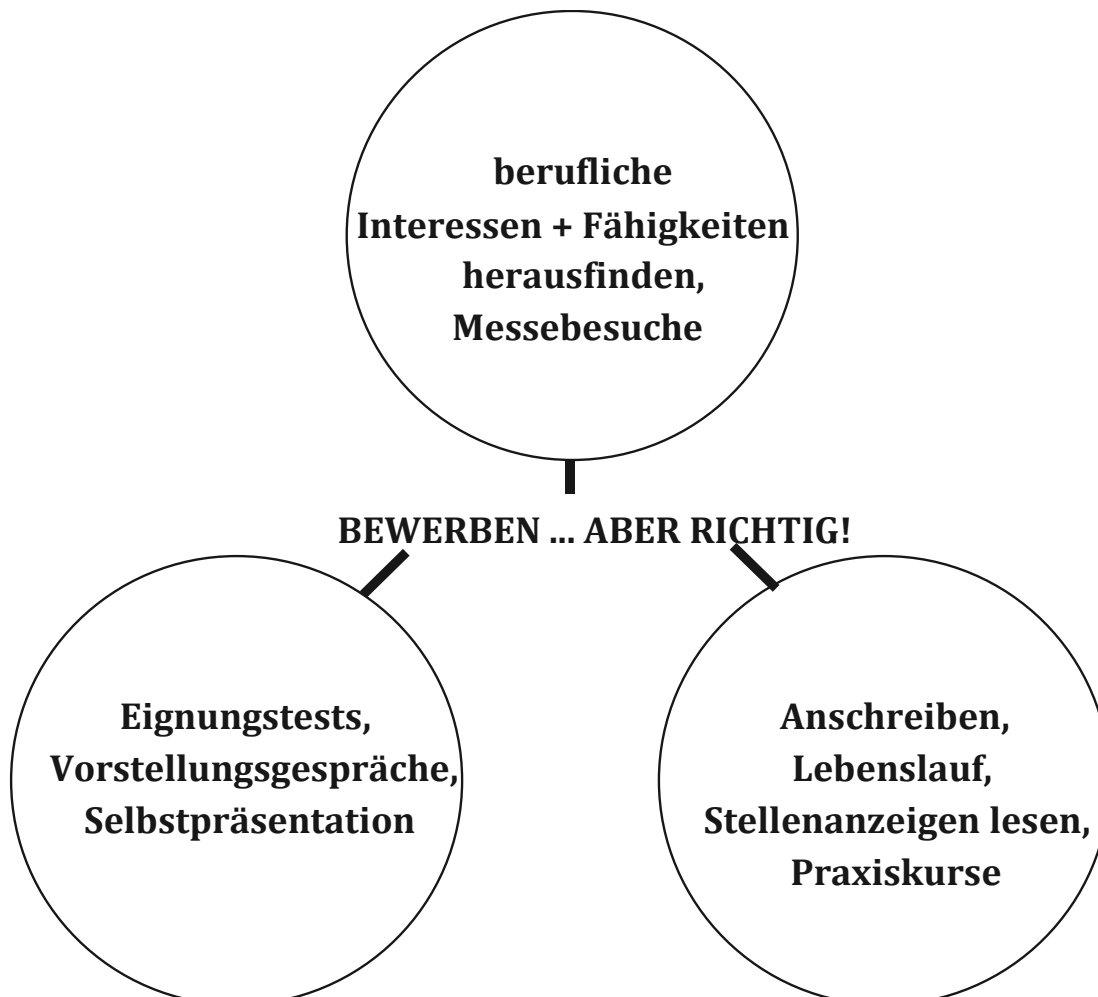 berufliche
Interessen + Fähigkeiten
herausfinden,
Messebesuche
BEWERBEN ... ABER RICHTIG!
Eignungstests,
Vorstellungsgespräche,
Selbstpräsentation
Anschreiben,
Lebenslauf,
Stellenanzeigen lesen,
Praxiskurse